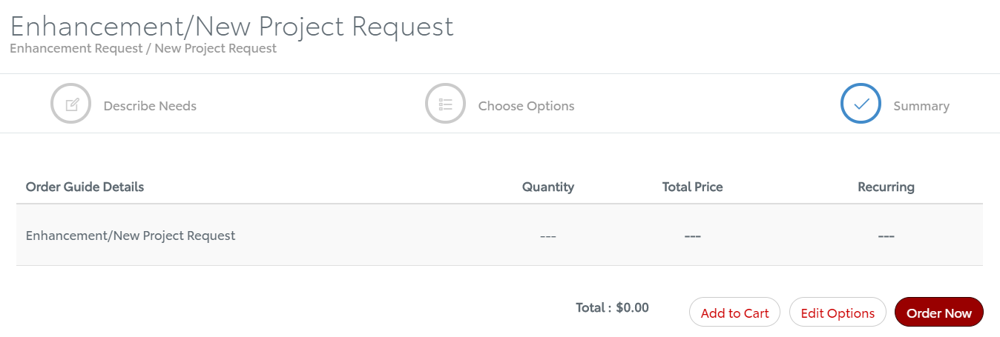 Enhancement/New Project Request
Enhancement Request / New Project Request
Describe Needs
Choose Options
Summary
Order Guide Details Quantity Total Price Recurring
Enhancement/New Project Request --- --- ---
Total : $0.00 Add to Cart Edit Options Order Now